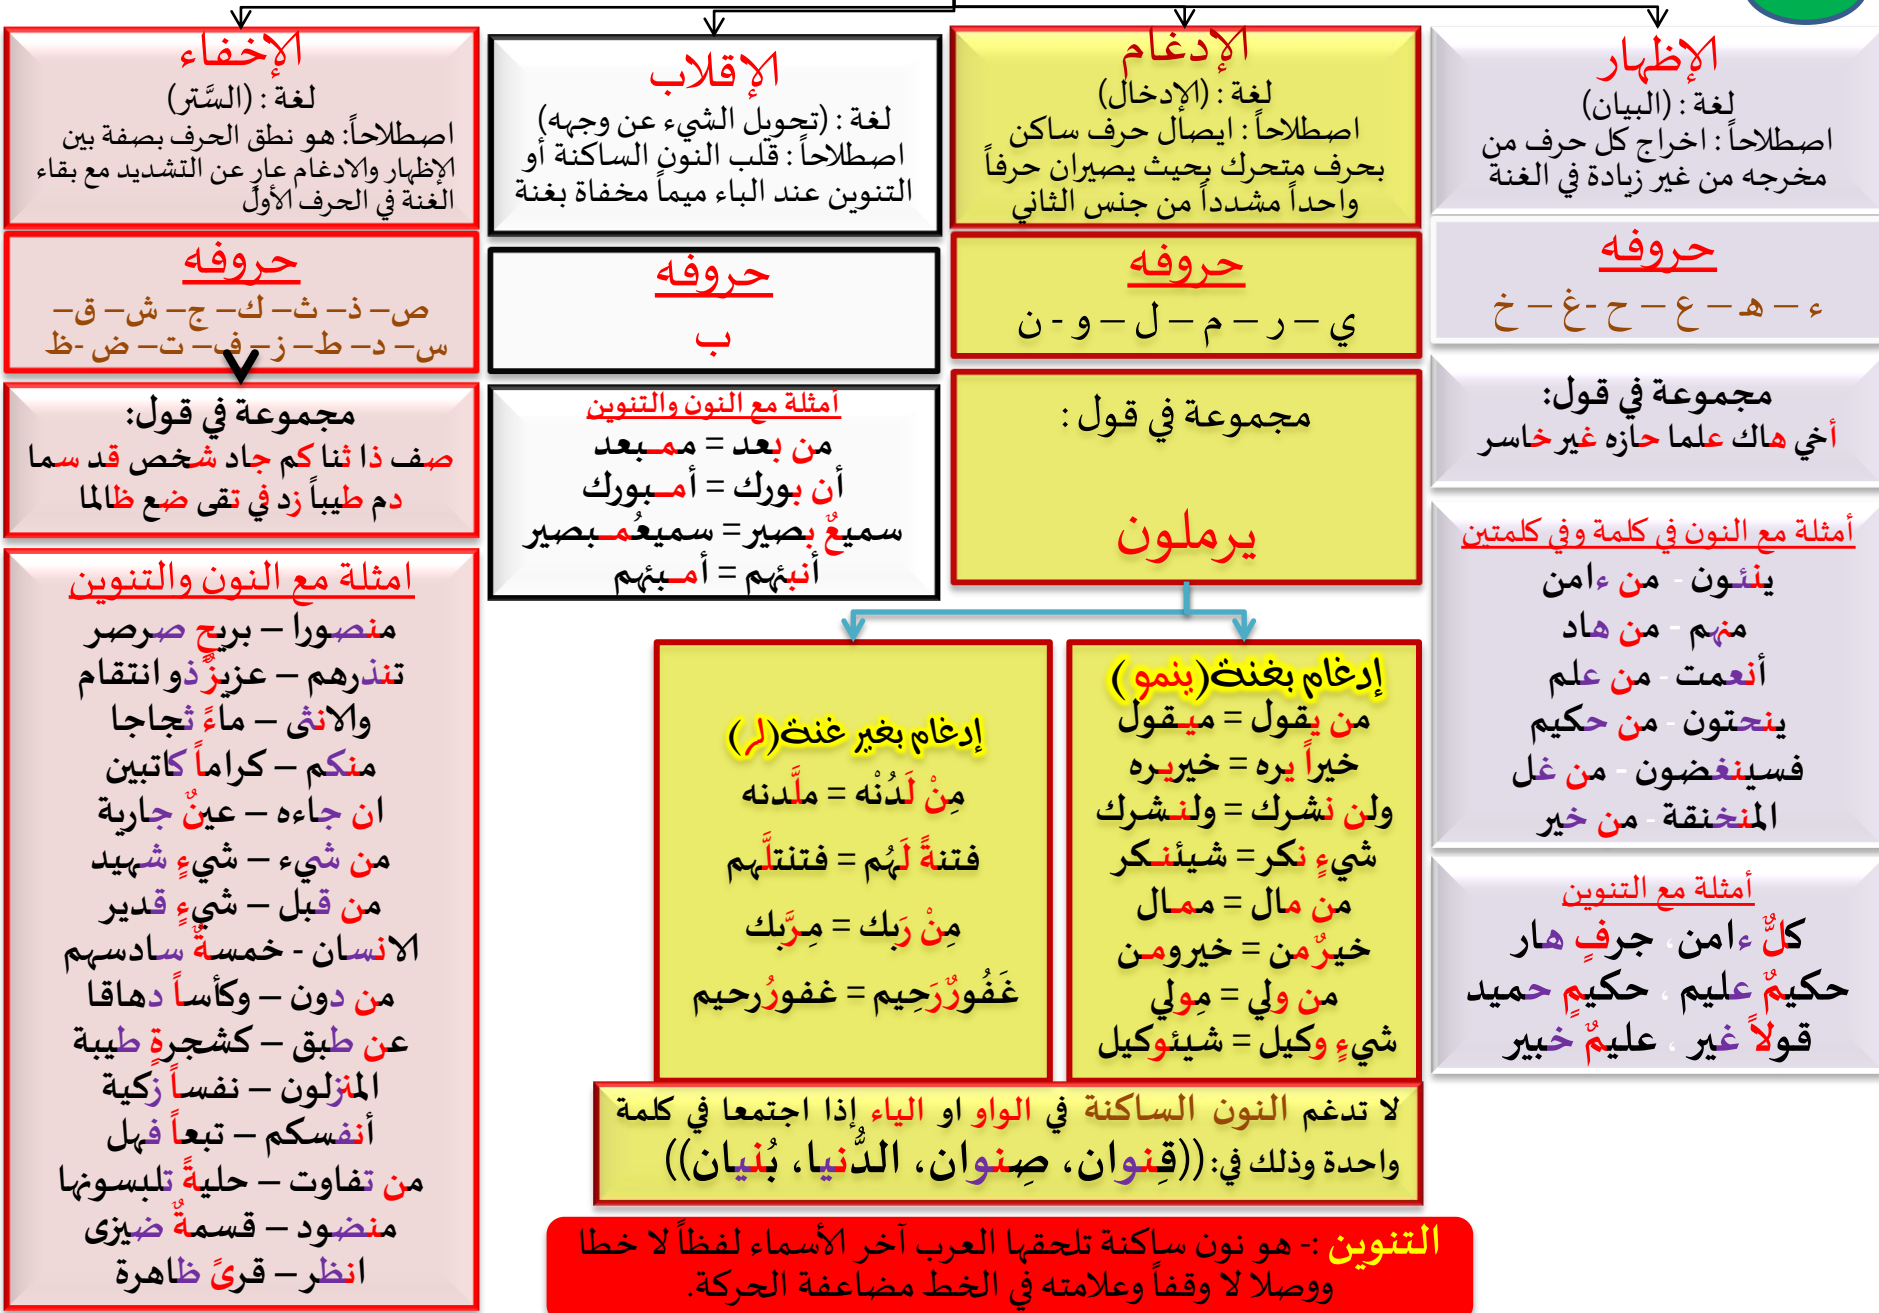 الإظهار
لغة : (البيان)
اصطلاحاً : اخراج كل حرف من
مخرجه من غير زيادة في الغنة
حروفه
ء – هـ – ع – ح -غ – خ
مجموعة في قول:
أخي هاك علما حازه غير خاسر
أمثلة مع النون في كلمة وفي كلمتين
ينئون - من ءامن
منهم - من هاد
أنعمت - من علم
ينحتون - من حكيم
فسينغضون - من غل
المنخنقة - من خير
أمثلة مع التنوين
كلٌّ ءامن، جرفٍ هار
حكيمٌ عليم ، حكيمٍ حميد
قولاً غير ، عليمٌ خبير
الإدغام
لغة : (الإدخال)
اصطلاحاً : ايصال حرف ساكن
بحرف متحرك بحيث يصيران حرفاً
واحداً مشدداً من جنس الثاني
حروفه
ي – ر – م – ل – و - ن
مجموعة في قول :
يرملون
إدغام بغنة(ينمو )
من يقول = ميـقول
خيراً يره = خيريـره
ولن نشرك = ولنـشرك
شيءٍ نكر = شيئنـكر
من مال = ممـال
خيرٌ من = خيرومـن
من ولي = مِولي
شيءٍ وكيل = شيئوكيل
إدغام بغير غنة(لر)
مِنْ لَدُنْه = ملَّدنه
فتنةً لَهُم = فتنتلَّهم
مِنْ رَبك = مِـرَّبك
غَفُورٌ رَحِيم = غفورُرحيم
لا تدغم النون الساكنة في الواو او الياء إذا اجتمعا في كلمة
واحدة وذلك في: ((قِنوان، صِنوان، الدُّنيا، بُنيان))
الإقلاب
لغة : (تحويل الشيء عن وجهه)
اصطلاحاً : قلب النون الساكنة أو
التنوين عند الباء ميماً مخفاة بغنة
حروفه
ب
أمثلة مع النون والتنوين
من بعد = ممـبعد
أن بورك = أمـبورك
سميعٌ بصير = سميعُمـبصير
أنبئهم = أمـبئهم
الإخفاء
لغة : (السَّتر)
اصطلاحاً: هو نطق الحرف بصفة بين
الإظهار والادغام عارٍ عن التشديد مع بقاء
الغنة في الحرف الأول
حروفه
ص– ذ– ث– ك– ج– ش– ق–
س– د– ط– ز– ف– ت– ض -ظ
مجموعة في قول:
صف ذا ثنا كم جاد شخص قد سما
دم طيباً زد في تقى ضع ظالما
امثلة مع النون والتنوين
منصورا – بريحٍ صرصر
تنذرهم – عزيزٌ ذو انتقام
والانثى – ماءً ثجاجا
منكم – كراماً كاتبين
ان جاءه – عينٌ جارية
من شيء – شيءٍ شهيد
من قبل – شيءٍ قدير
الانسان - خمسةٌ سادسهم
من دون – وكأساً دهاقا
عن طبق – كشجرةٍ طيبة
المنزلون – نفساً زكية
أنفسكم – تبعاً فهل
من تفاوت – حليةً تلبسونها
منضود – قسمةٌ ضيزى
انظر – قرىً ظاهرة
التنوين :- هو نون ساكنة تلحقها العرب آخر الأسماء لفظاً لا خطا
ووصلا لا وقفاً وعلامته في الخط مضاعفة الحركة.